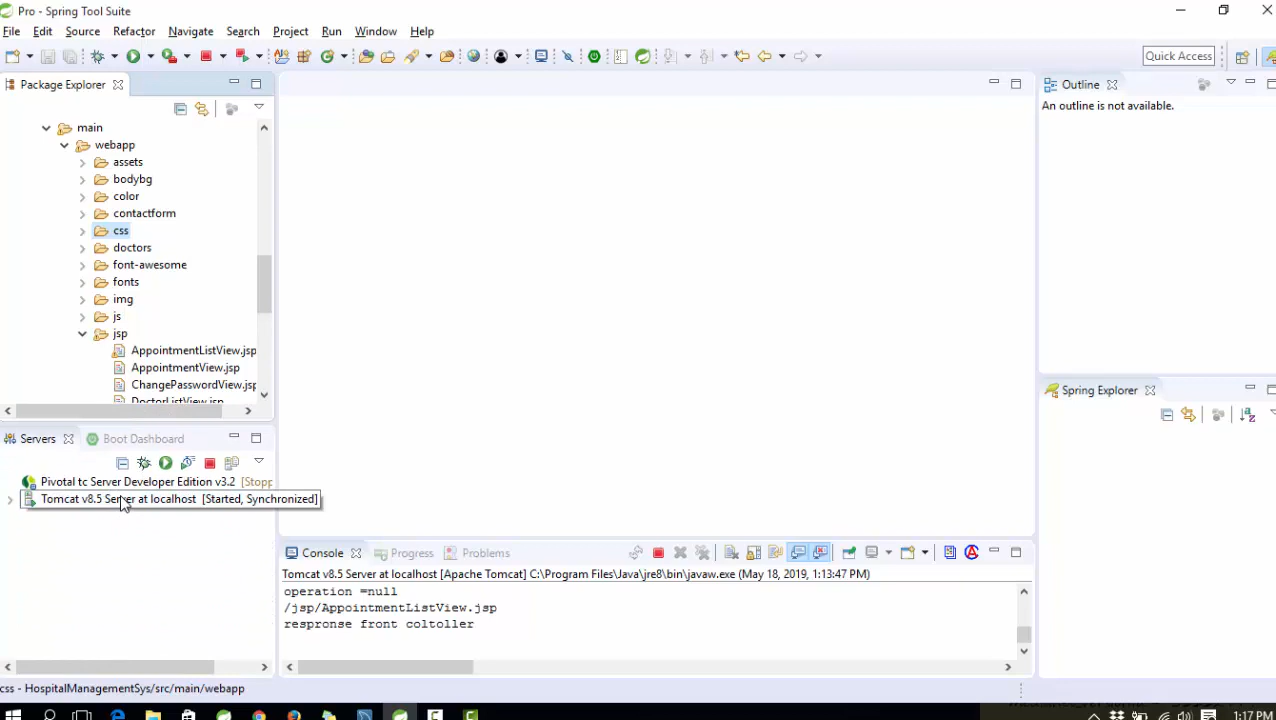 Pro - Spring Tool Suite
File Edit Source Refactor Navigate Search Project Run Window Help
Quick Access
Package Explorer
main
webapp
assets
bodybg
color
contactform
css
doctors
font-awesome
fonts
img
js
jsp
AppointmentListView.jsp
AppointmentView.jsp
ChangePasswordView.jsp
DoctorListView.jsp
Outline
An outline is not available.
Spring Explorer
Servers Boot Dashboard
Pivotal tc Server Developer Edition v3.2 [Stopp
Tomcat v8.5 Server at localhost [Started, Synchronized]
Console Progress Problems
Tomcat v8.5 Server at localhost [Apache Tomcat] C:\Program Files\Java\jre8\bin\javaw.exe (May 18, 2019, 1:13:47 PM)
operation =null
/jsp/AppointmentListView.jsp
respronse front coltoller
css - HospitalManagementSys/src/main/webapp
1:17 PM